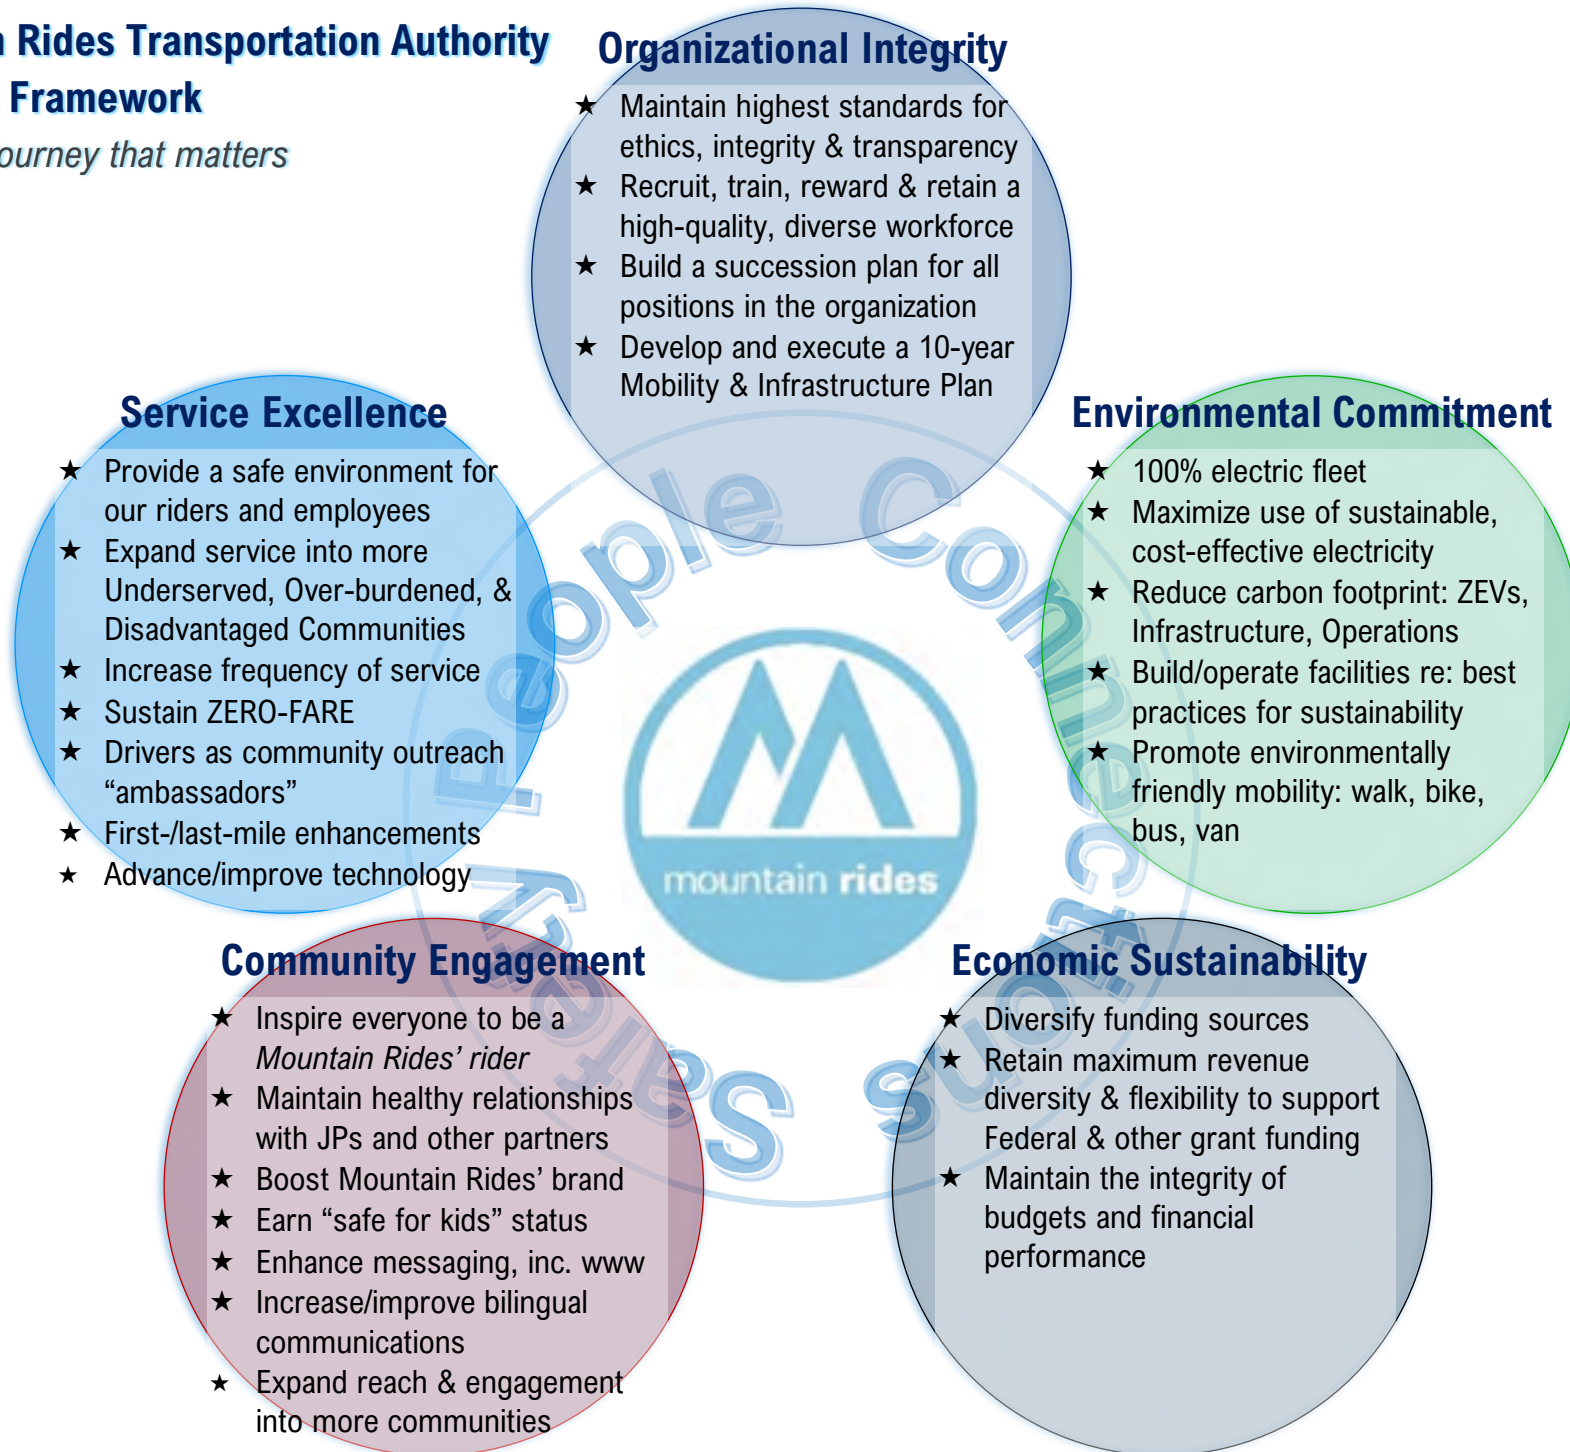 Rides Transportation Authority
Framework
journey that matters
Organizational Integrity
★ Maintain highest standards for
ethics, integrity & transparency
★ Recruit, train, reward & retain a
high-quality, diverse workforce
★ Build a succession plan for all
positions in the organization
★ Develop and execute a 10-year
Mobility & Infrastructure Plan
Service Excellence
★ Provide a safe environment for
our riders and employees
★ Expand service into more
Underserved, Over-burdened, &
Disadvantaged Communities
★ Increase frequency of service
★ Sustain ZERO-FARE
★ Drivers as community outreach
“ambassadors”
★ First-/last-mile enhancements
★ Advance/improve technology
Environmental Commitment
★ 100% electric fleet
★ Maximize use of sustainable,
cost-effective electricity
★ Reduce carbon footprint: ZEVs,
Infrastructure, Operations
★ Build/operate facilities re: best
practices for sustainability
★ Promote environmentally
friendly mobility: walk, bike,
bus, van
Safety People Connections
mountain rides
Community Engagement
★ Inspire everyone to be a
Mountain Rides’ rider
★ Maintain healthy relationships
with JPs and other partners
★ Boost Mountain Rides’ brand
★ Earn “safe for kids” status
★ Enhance messaging, inc. www
★ Increase/improve bilingual
communications
★ Expand reach & engagement
into more communities
Economic Sustainability
★ Diversify funding sources
★ Retain maximum revenue
diversity & flexibility to support
Federal & other grant funding
★ Maintain the integrity of
budgets and financial
performance